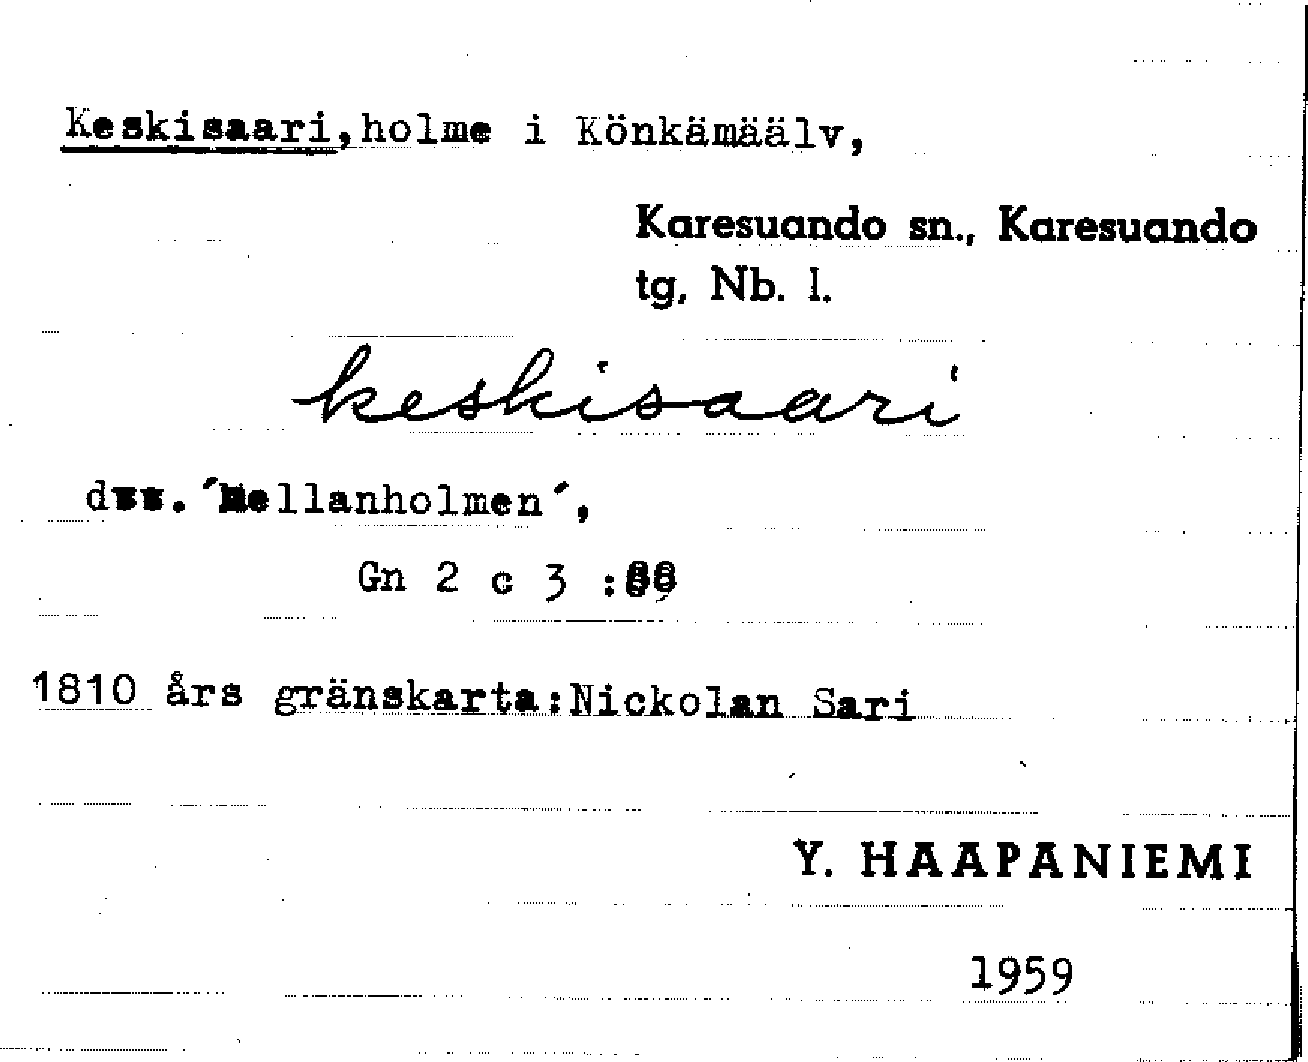 Keskisaari, holme i Könkämäälv,
Karesuando sn., Karesuando
tg, Nb. l.
keskisaari
dvs. ´Mellanholmen´,
Gn 2 c 3 :
1810 års gränskarta:Nickolan Sari
Y. HAAPANIEMI
1959